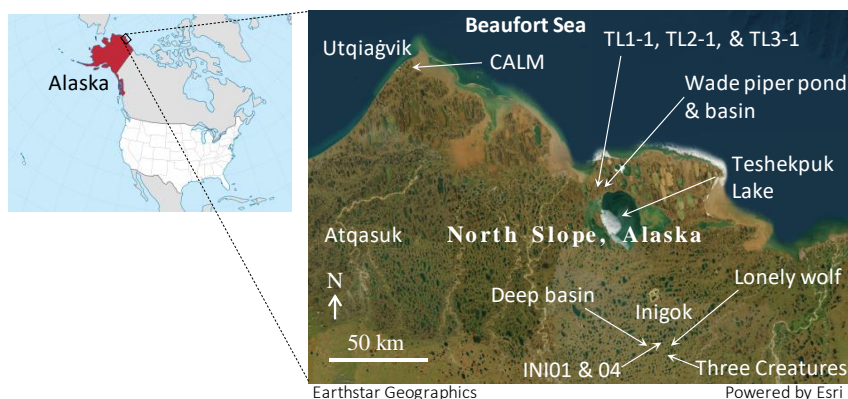 Alaska
Beaufort Sea
Utqiaġvik
CALM
TL1-1, TL2-1, & TL3-1
Wade piper pond
& basin
Teshekpuk
Lake
Atqasuk
North Slope, Alaska
N
50 km
Deep basin
Inigok
Lonely wolf
INI01 & 04
Three Creatures
Earthstar Geographics
Powered by Esri